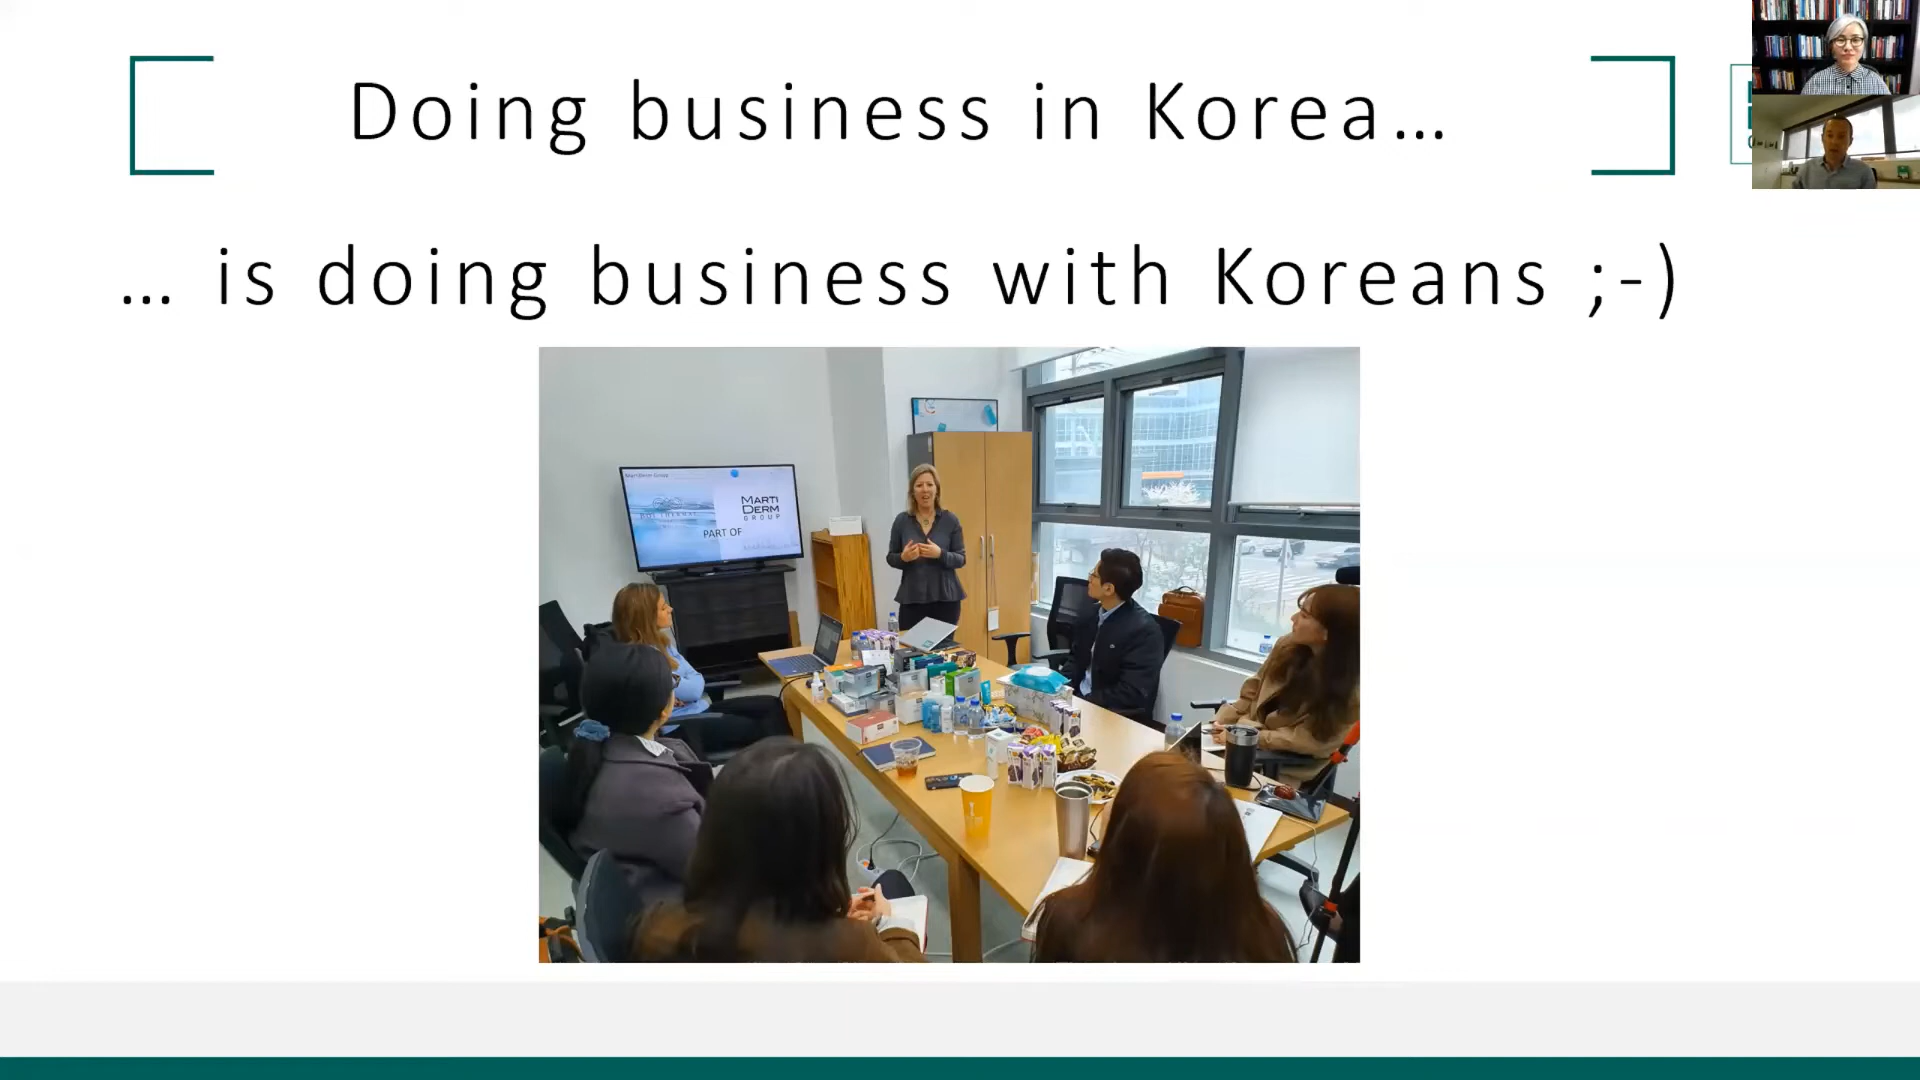 Doing business in Korea...
... is doing business with Koreans ;-)
MARTI
DERM
GROUP
PART OF